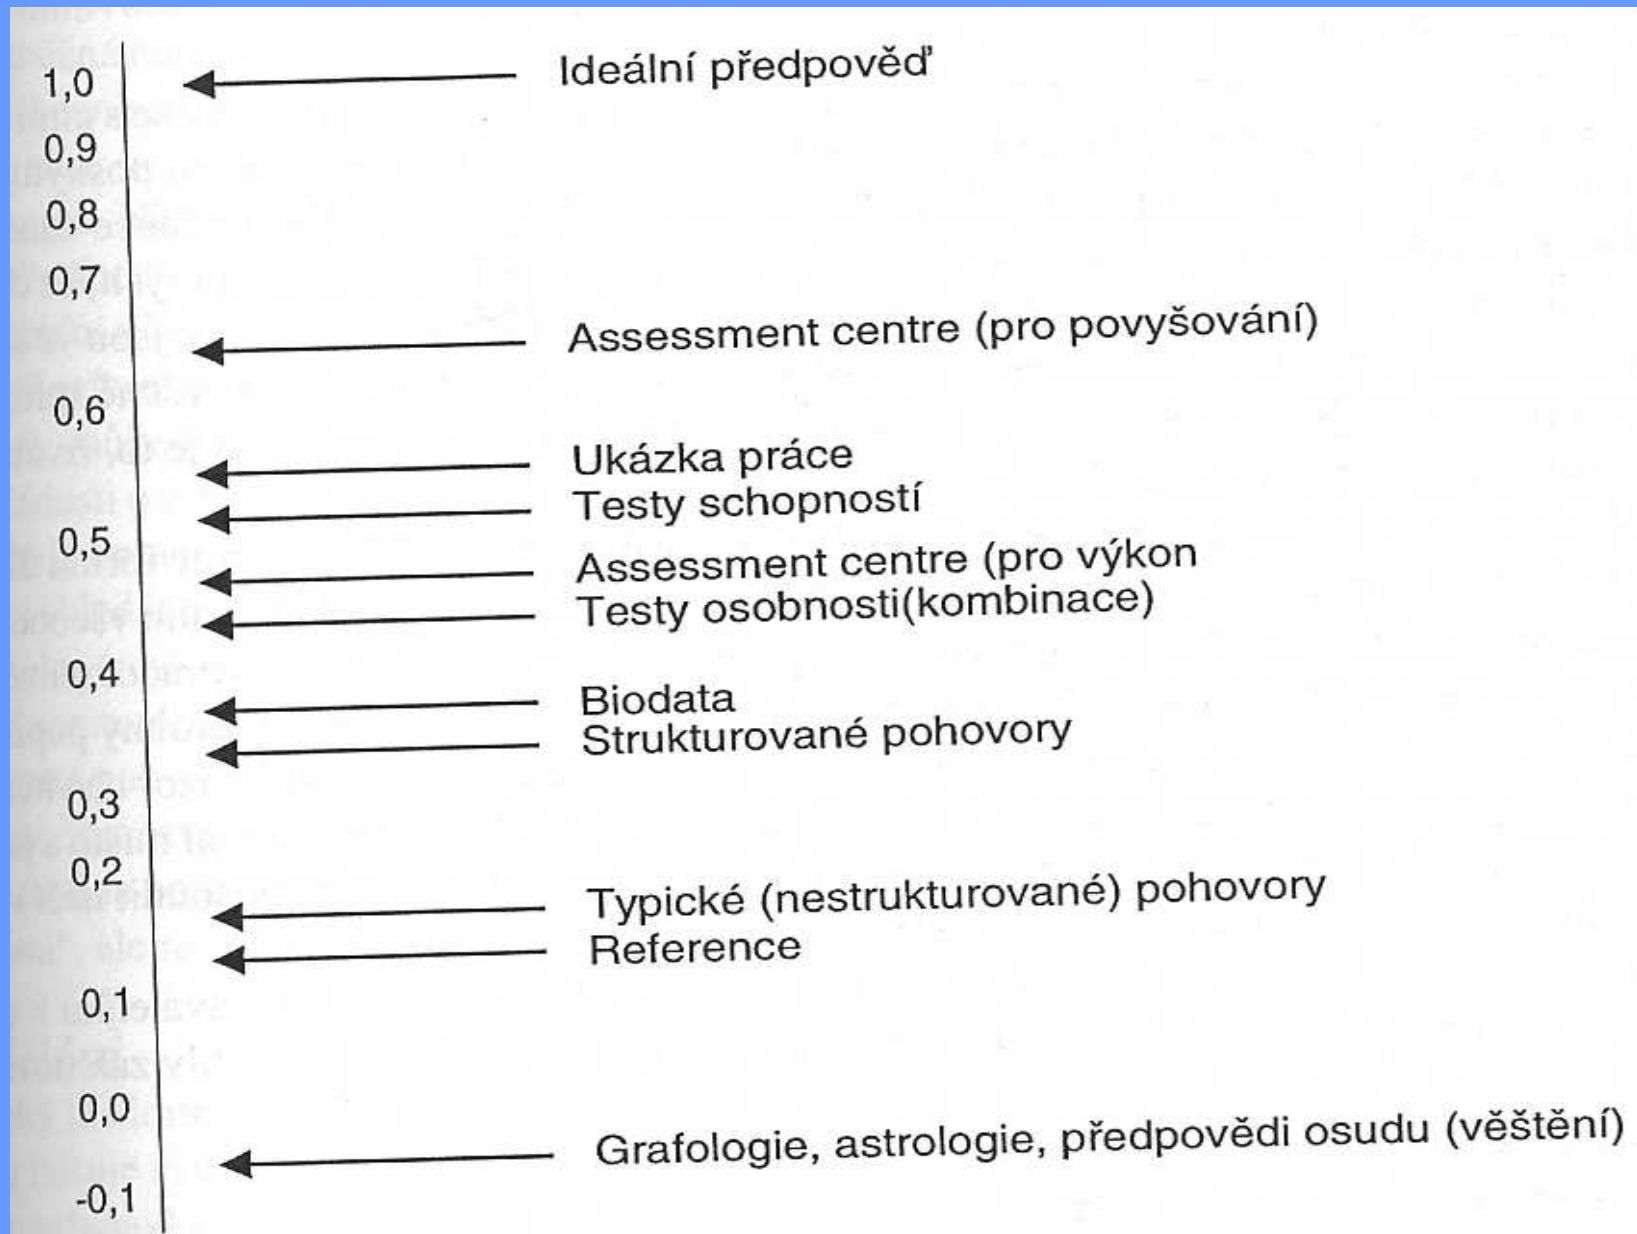 1,0
Ideální předpověď
0,9
0,8
0,7
Assessment centre (pro povyšování)
0,6
Ukázka práce
Testy schopností
0,5
Assessment centre (pro výkon
Testy osobnosti(kombinace)
0,4
Biodata
Strukturované pohovory
0,3
0,2
Typické (nestrukturované) pohovory
Reference
0,1
0,0
Grafologie, astrologie, předpovědi osudu (věštění)
-0,1